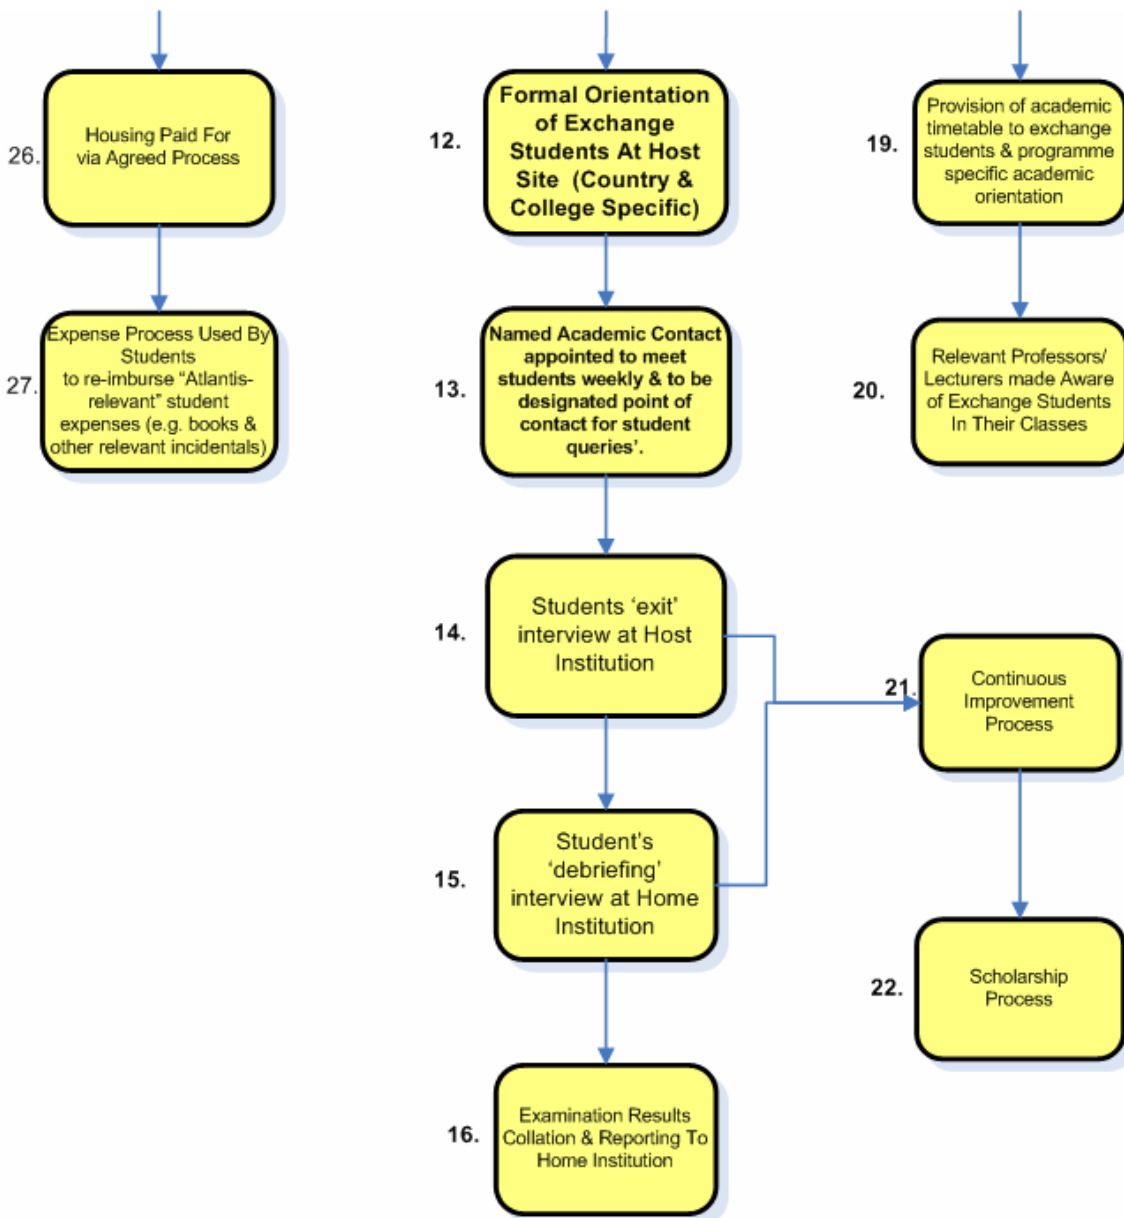 26.
Housing Paid For
via Agreed Process
27.
Expense Process Used By
Students
to re-imburse “Atlantis-
relevant” student
expenses (e.g. books &
other relevant incidentals)
12.
Formal Orientation
of Exchange
Students At Host
Site (Country &
College Specific)
13.
Named Academic Contact
appointed to meet
students weekly & to be
designated point of
contact for student
queries’.
14.
Students ‘exit’
interview at Host
Institution
15.
Student’s
‘debriefing’
interview at Home
Institution
16.
Examination Results
Collation & Reporting To
Home Institution
19.
Provision of academic
timetable to exchange
students & programme
specific academic
orientation
20.
Relevant Professors/
Lecturers made Aware
of Exchange Students
In Their Classes
21.
Continuous
Improvement
Process
22.
Scholarship
Process